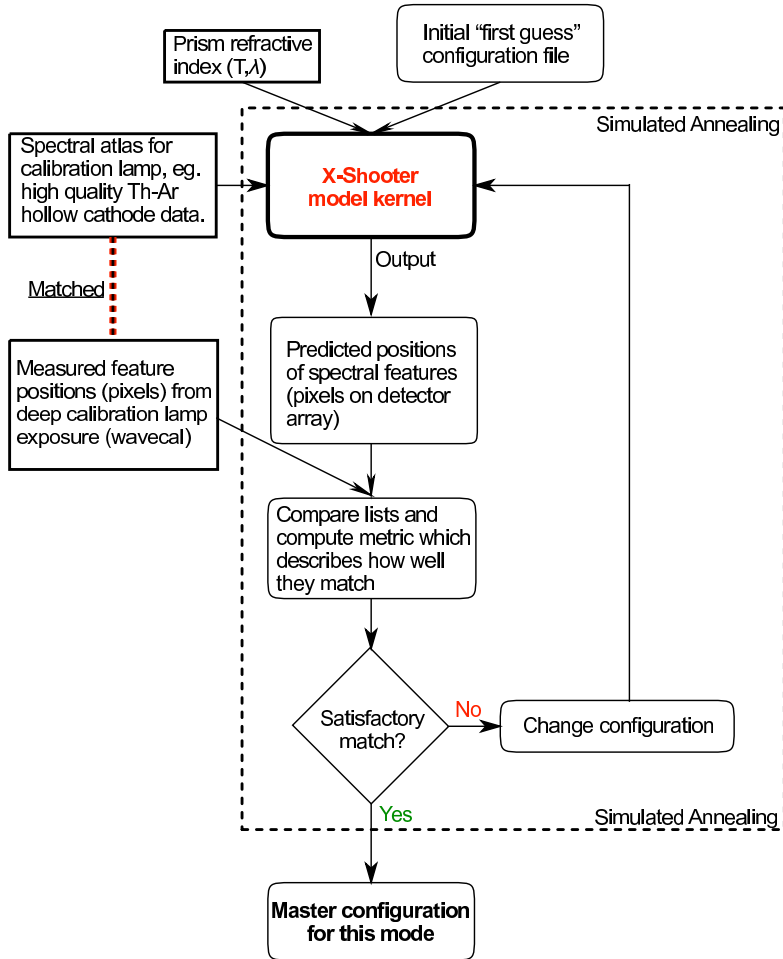 Prism refractive
index (T,λ)
Initial “first guess”
configuration file
Simulated Annealing
Spectral atlas for
calibration lamp, eg.
high quality Th-Ar
hollow cathode data.
X-Shooter
model kernel
Output
Matched
Measured feature
positions (pixels) from
deep calibration lamp
exposure (wavecal)
Predicted positions
of spectral features
(pixels on detector
array)
Compare lists and
compute metric which
describes how well
they match
Satisfactory
match?
No
Change configuration
Yes
Simulated Annealing
Master configuration
for this mode